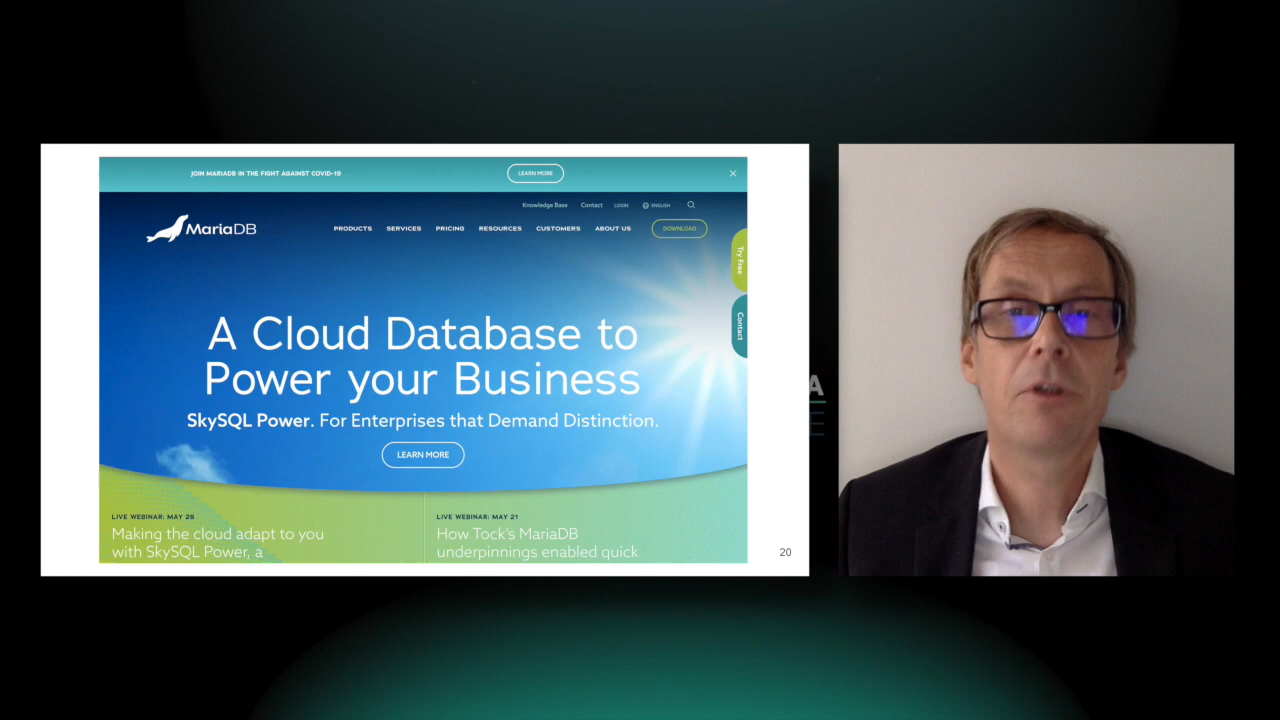 JOIN MARIADB IN THE FIGHT AGAINST COVID-19
LEARN MORE
Knowledge Base Contact LOGIN ENGLISH
MariaDB
PRODUCTS SERVICES PRICING RESOURCES CUSTOMERS ABOUT US DOWNLOAD
Try Free
Contact
A Cloud Database to
Power your Business
SkySQL Power. For Enterprises that Demand Distinction.
LEARN MORE
LIVE WEBINAR: MAY 28
Making the cloud adapt to you
with SkySQL Power, a
LIVE WEBINAR: MAY 21
How Tock's MariaDB
underpinnings enabled quick
20
A